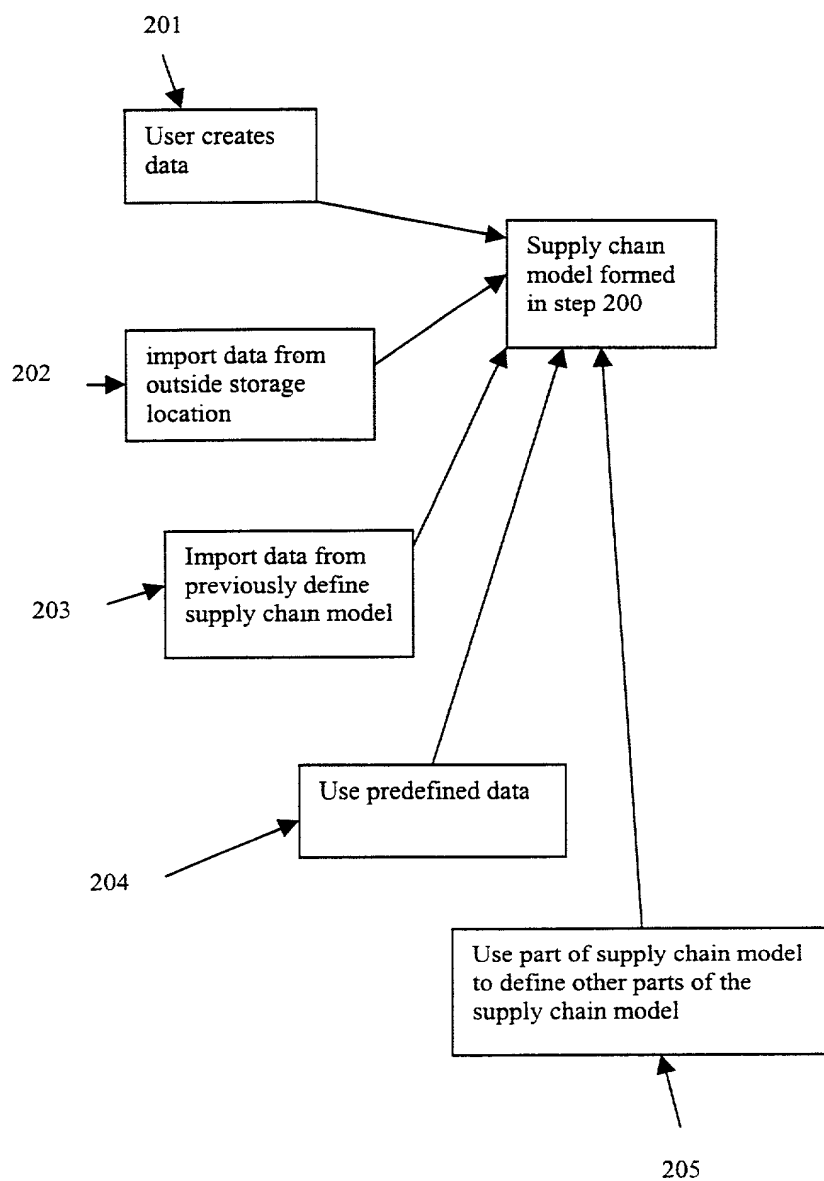 201
User creates
data
Supply chain
model formed
in step 200
202
import data from
outside storage
location
203
Import data from
previously define
supply chain model
204
Use predefined data
Use part of supply chain model
to define other parts of the
supply chain model
205